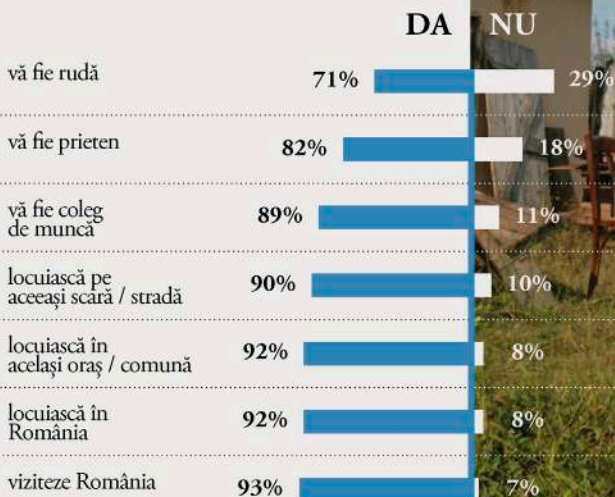 DA NU
vă fie rudă 71% 29%
vă fie prieten 82% 18%
vă fie coleg
de muncă 89% 11%
locuiască pe
aceeași scară / stradă 90% 10%
locuiască în
același oraș / comună 92% 8%
locuiască în
România 92% 8%
viziteze România 93% 7%